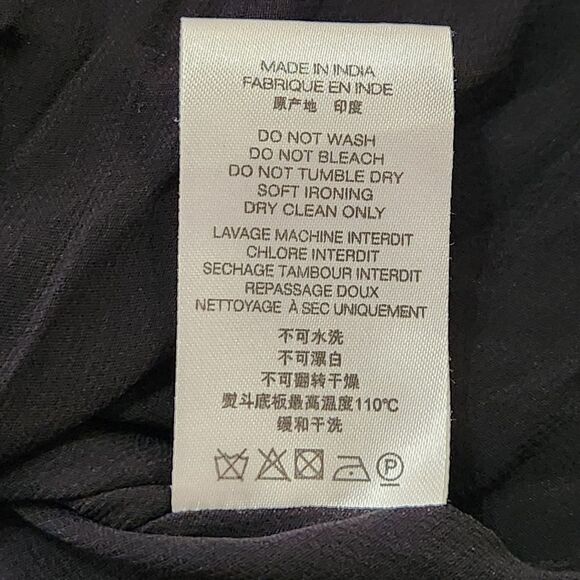 MADE IN INDIA
FABRIQUE EN INDE
原产地 印度
DO NOT WASH
DO NOT BLEACH
DO NOT TUMBLE DRY
SOFT IRONING
DRY CLEAN ONLY
LAVAGE MACHINE INTERDIT
CHLORE INTERDIT
SECHAGE TAMBOUR INTERDIT
REPASSAGE DOUX
NETTOYAGE À SEC UNIQUEMENT
不可水洗
不可漂白
不可翻转干燥
熨斗底板最高温度110℃
缓和干洗
P